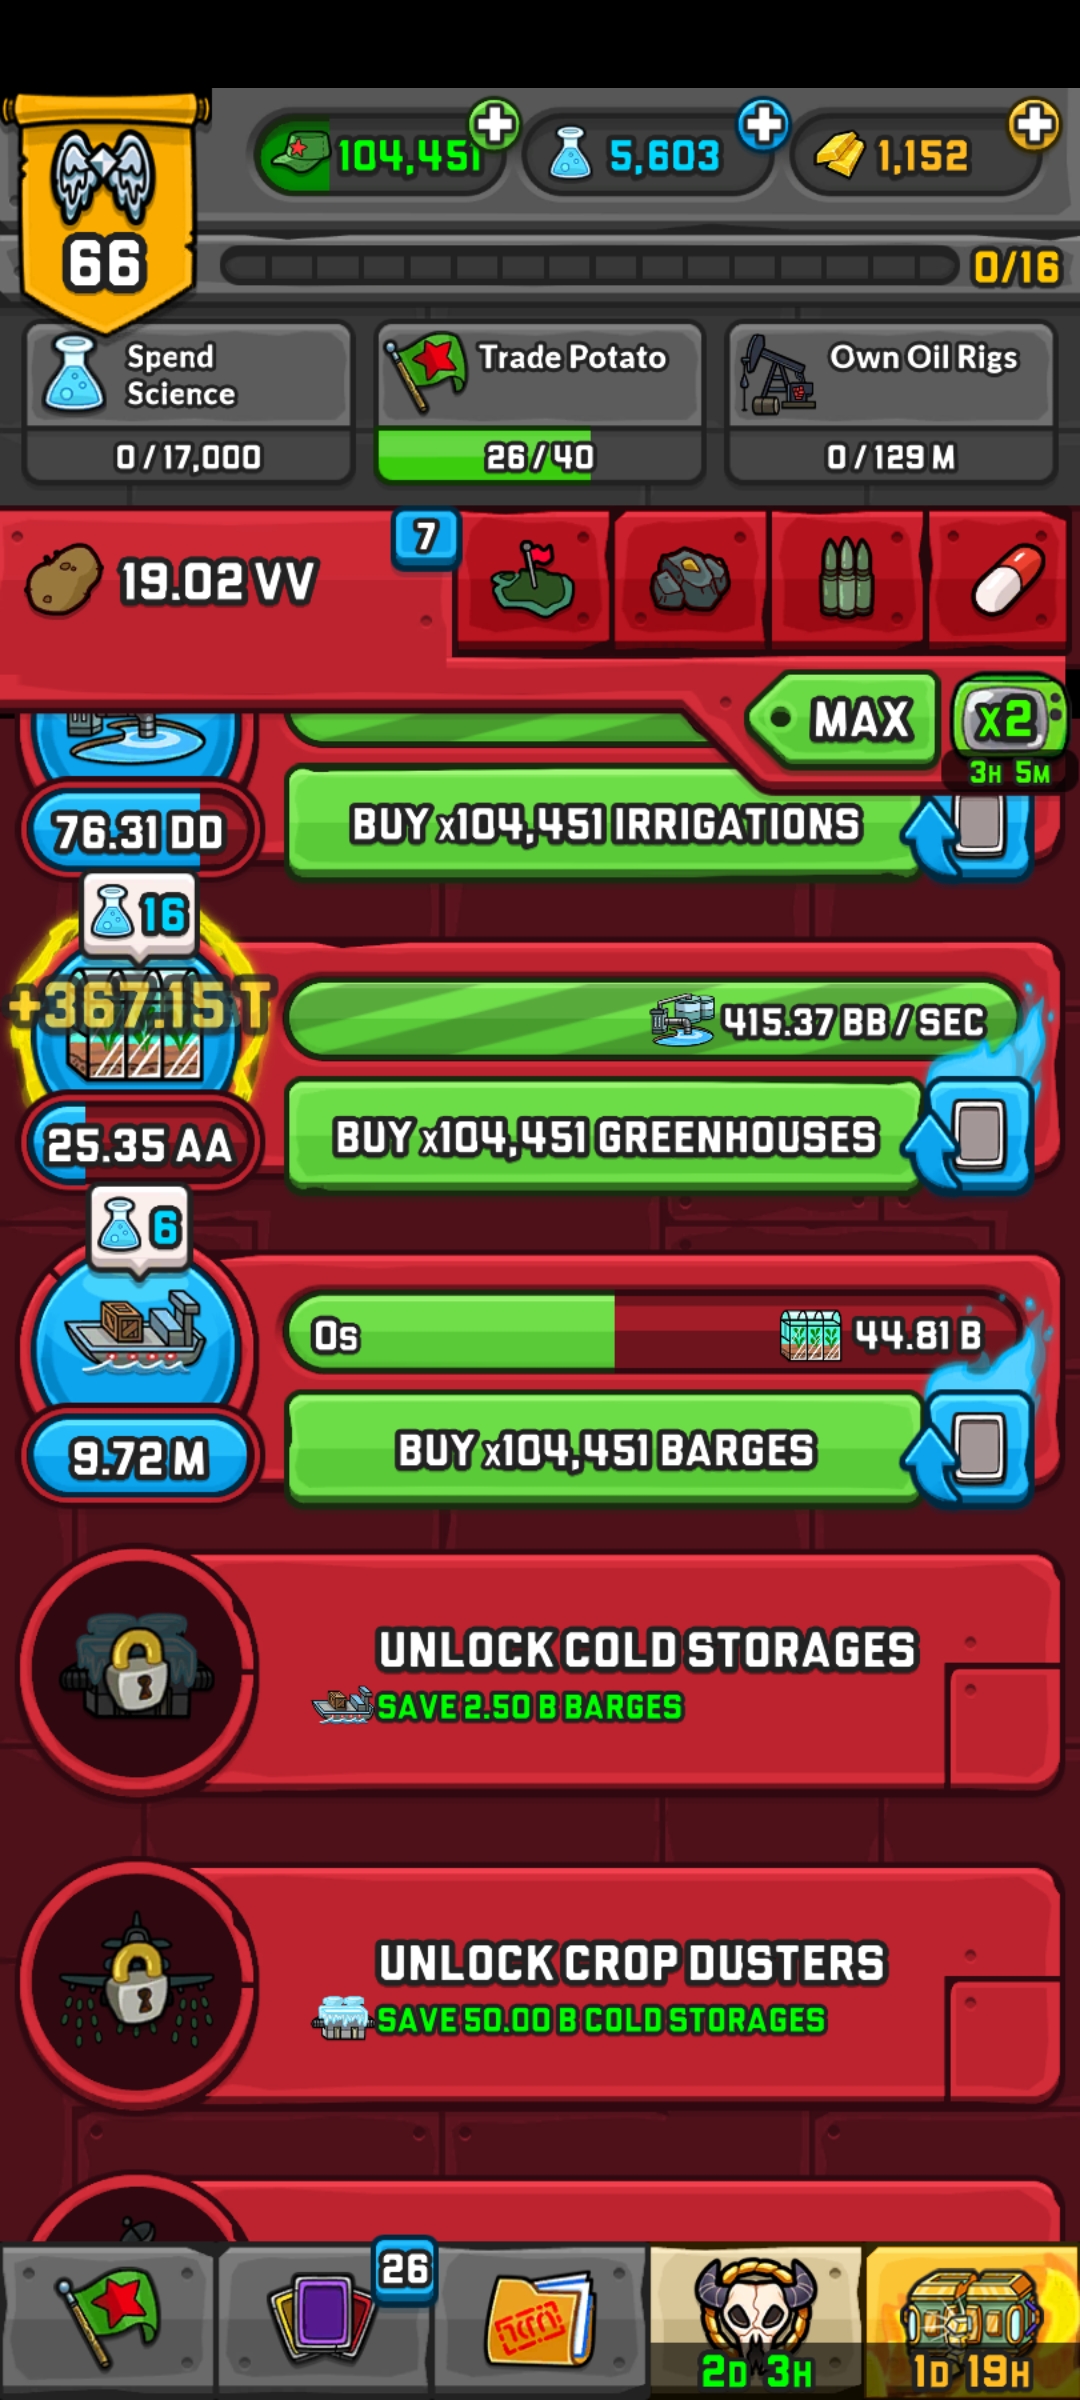 104,451
5,603
1,152
66
0/16
Spend
Science
0/17,000
Trade Potato
26/40
Own Oil Rigs
0/129 M
19.02 VV
7
MAX
x2
3H 5M
76.31 DD
BUY x104,451 IRRIGATIONS
16
+367.15 T
415.37 BB / SEC
25.35 AA
BUY x104,451 GREENHOUSES
6
0s
44.81 B
9.72 M
BUY x104,451 BARGES
UNLOCK COLD STORAGES
SAVE 2.50 B BARGES
UNLOCK CROP DUSTERS
SAVE 50.00 B COLD STORAGES
26
2D 3H
1D 19H